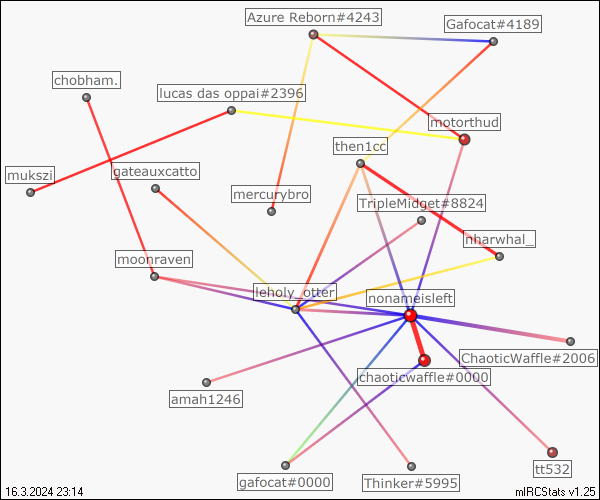 Azure Reborn#4243
Gafocat#4189
chobham.
lucas das oppai#2396
motorthud
then1cc
mukszi
gateauxcatto
mercurybro
TripleMidget#8824
nharwhal_
moonraven
leholy_otter
nonameisleft
ChaoticWaffle#2006
chaoticwaffle#0000
amah1246
gafocat#0000
Thinker#5995
tt532
16.3.2024 23:14
mIRCStats v1.25